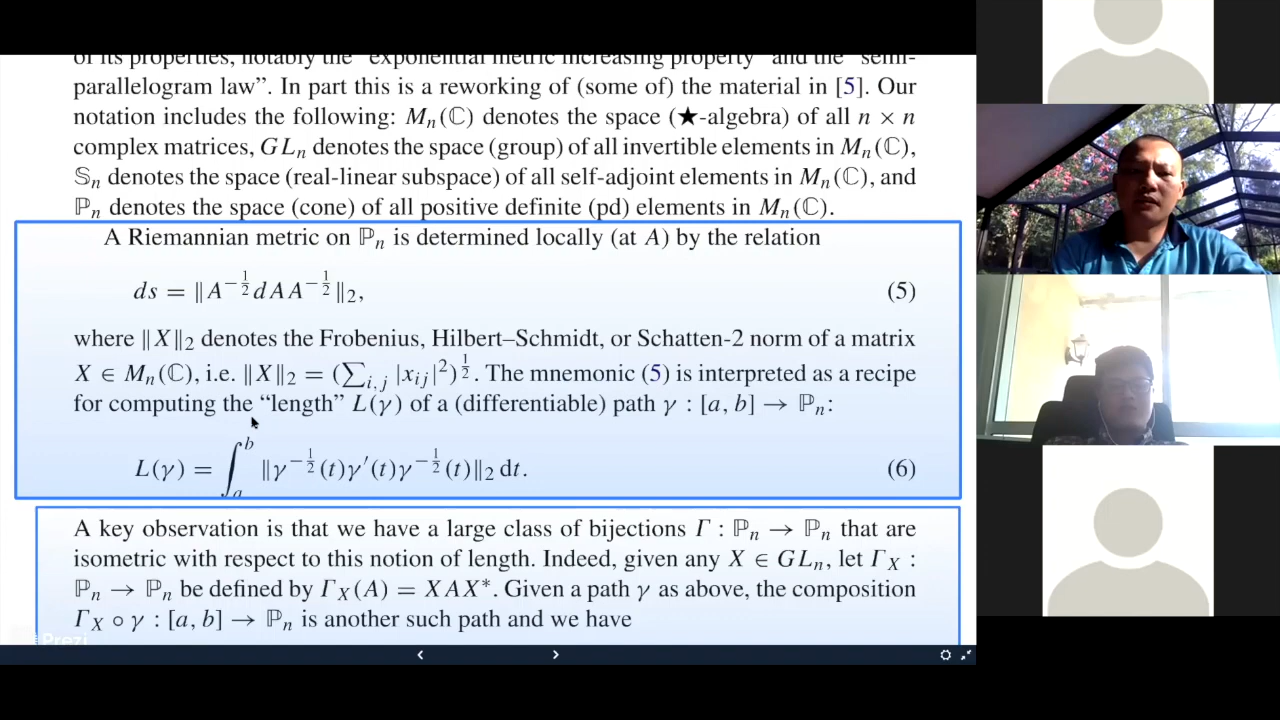 of its properties, notably the “exponential metric increasing property” and the “semi-
parallelogram law”. In part this is a reworking of (some of) the material in [5]. Our
notation includes the following: Mₙ(ℂ) denotes the space (★-algebra) of all n × n
complex matrices, GLₙ denotes the space (group) of all invertible elements in Mₙ(ℂ),
𝕊ₙ denotes the space (real-linear subspace) of all self-adjoint elements in Mₙ(ℂ), and
ℙₙ denotes the space (cone) of all positive definite (pd) elements in Mₙ(ℂ).
A Riemannian metric on ℙₙ is determined locally (at A) by the relation
ds = ‖A^{-1/2} dAA^{-1/2}‖₂, (5)
where ‖X‖₂ denotes the Frobenius, Hilbert–Schmidt, or Schatten-2 norm of a matrix
X ∈ Mₙ(ℂ), i.e. ‖X‖₂ = (∑_{i,j} |x_{ij}|²)^{1/2}. The mnemonic (5) is interpreted as a recipe
for computing the “length” L(γ) of a (differentiable) path γ : [a, b] → ℙₙ:
L(γ) = ∫_a^b ‖γ^{-1/2}(t)γ′(t)γ^{-1/2}(t)‖₂ dt. (6)
A key observation is that we have a large class of bijections Γ : ℙₙ → ℙₙ that are
isometric with respect to this notion of length. Indeed, given any X ∈ GLₙ, let Γ_X :
ℙₙ → ℙₙ be defined by Γ_X(A) = XAX*. Given a path γ as above, the composition
Γ_X ∘ γ : [a, b] → ℙₙ is another such path and we have
Prezi